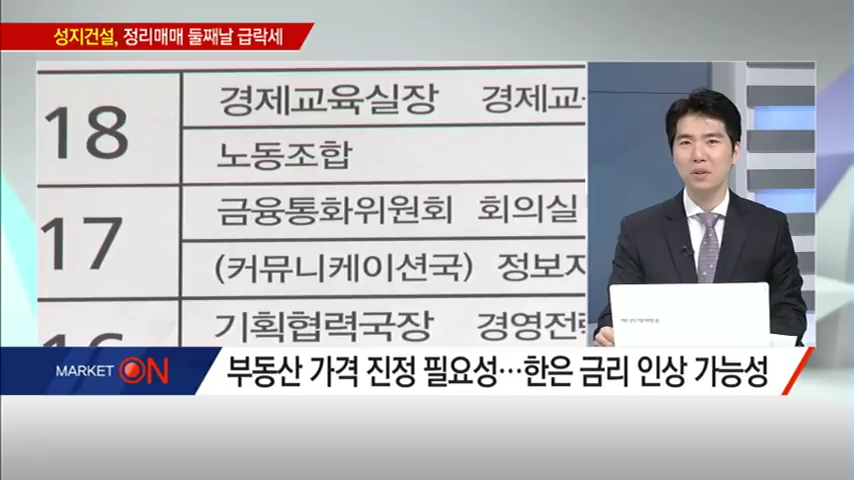 성지건설, 정리매매 둘째날 급락세
18
경제교육실장 경제교
노동조합
17
금융통화위원회 회의실
(커뮤니케이션국) 정보
기획협력국장 경영전
MARKET ON
부동산 가격 진정 필요성…한은 금리 인상 가능성